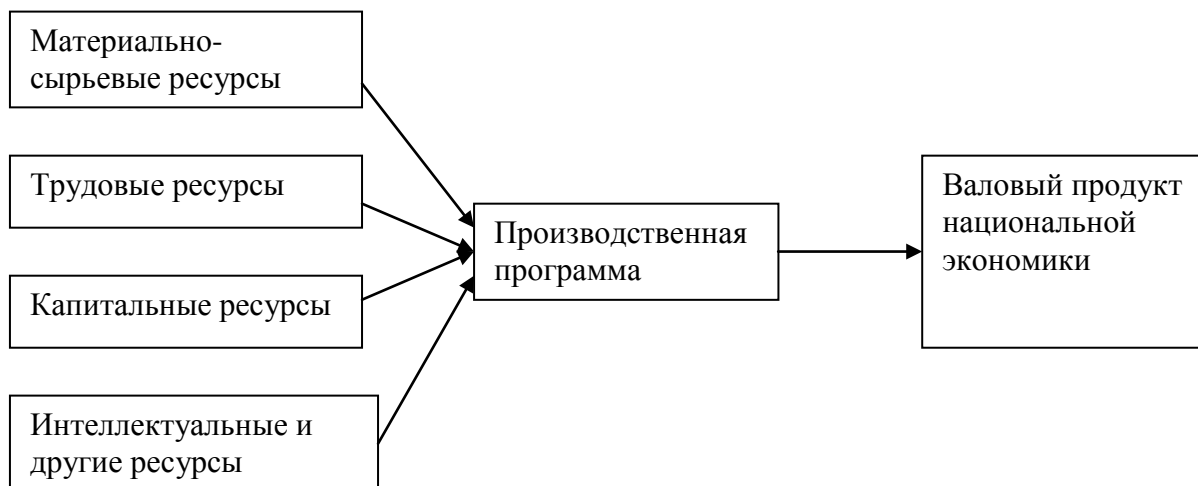 Материально-
сырьевые ресурсы
Трудовые ресурсы
Капитальные ресурсы
Интеллектуальные и
другие ресурсы
Производственная
программа
Валовый продукт
национальной
экономики